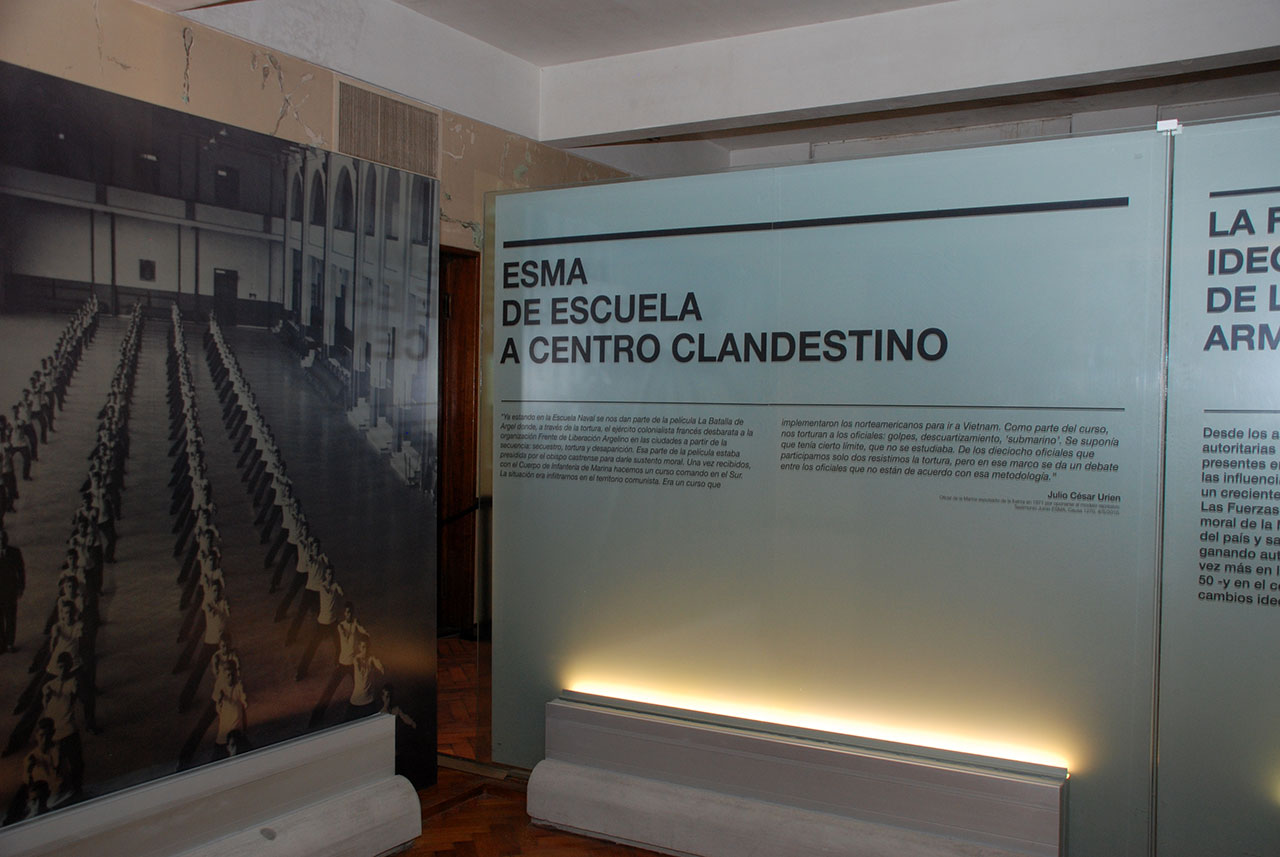 ESMA
DE ESCUELA
A CENTRO CLANDESTINO
"Ya estando en la Escuela Naval se nos dan parte de la película La Batalla de
Argel donde, a través de la tortura, el ejército colonialista francés desbarata a la
organización Frente de Liberación Argelino en las ciudades a partir de la
secuencia: secuestro, tortura y desaparición. Esa parte de la película estaba
presidida por el obispo castrense para darle sustento moral. Una vez recibidos,
con el Cuerpo de Infantería de Marina hacemos un curso comando en el Sur.
La situación era infiltrarnos en el territorio comunista. Era un curso que
implementaron los norteamericanos para ir a Vietnam. Como parte del curso,
nos torturan a los oficiales: golpes, descuartizamiento, 'submarino'. Se suponía
que tenía cierto límite, que no se estudiaba. De los dieciocho oficiales que
participamos solo dos resistimos la tortura, pero en ese marco se da un debate
entre los oficiales que no están de acuerdo con esa metodología."
Julio César Urien
LA
IDEO
DE L
ARM
Desde los a
autoritarias
presentes en
las influencia
un creciente
Las Fuerzas
moral de la
del país y sa
ganando aut
vez más en l
50 -y en el co
cambios ideo